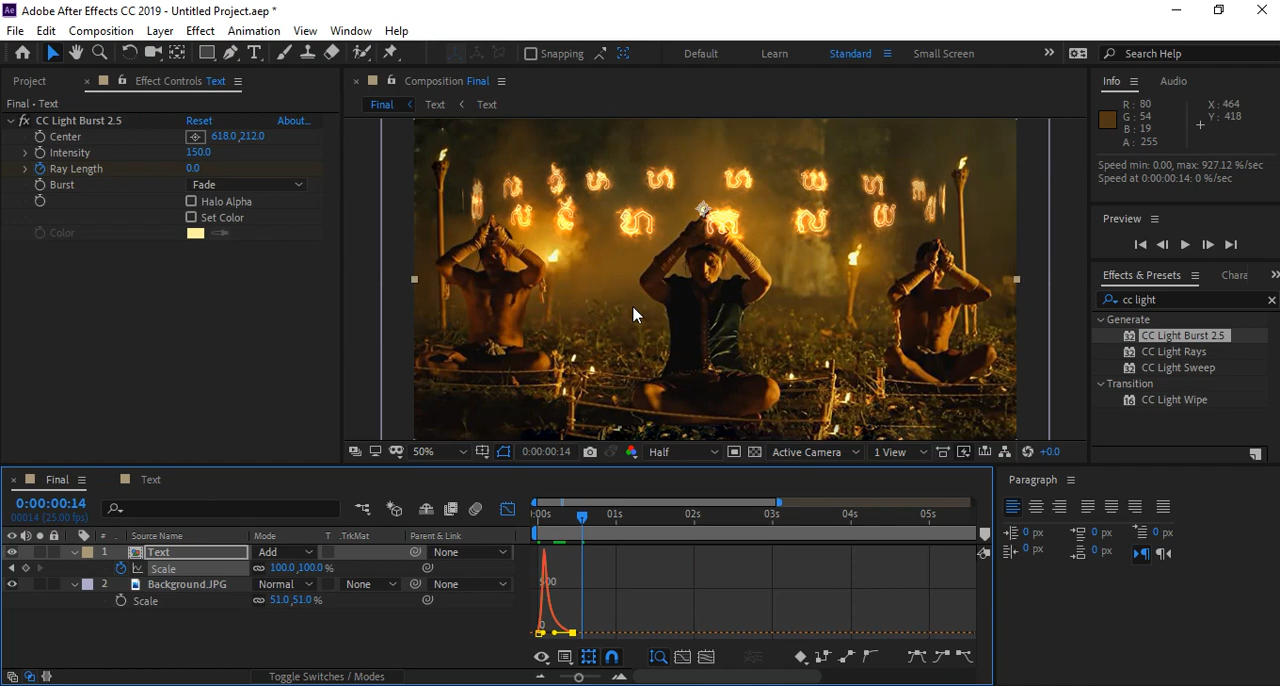 Adobe After Effects CC 2019 - Untitled Project.aep *
File Edit Composition Layer Effect Animation View Window Help
Snapping Default Learn Standard Small Screen Search Help
Project Effect Controls Text
Final • Text
fx CC Light Burst 2.5 Reset About...
Center 618.0,212.0
Intensity 150.0
Ray Length 0.0
Burst Fade
Halo Alpha
Set Color
Color
Composition Final
Final Text Text
50% 0:00:00:14 Half Active Camera 1 View +0.0
Info Audio
R: 80 X: 464
G: 54 Y: 418
B: 19
A: 255
Speed min: 0.00, max: 927.12 %/sec
Speed at 0:00:00:14: 0 %/sec
Preview
Effects & Presets Chara
cc light
Generate
CC Light Burst 2.5
CC Light Rays
CC Light Sweep
Transition
CC Light Wipe
Final Text
0:00:00:14
00014 (25.00 fps)
:00s 01s 02s 03s 04s 05s
# Source Name Mode T .TrkMat Parent & Link
1 Text Add None
Scale 100.0,100.0%
2 Background.JPG Normal None None
Scale 51.0,51.0%
500
0
Toggle Switches / Modes
Paragraph
0 px 0 px 0 px
0 px 0 px